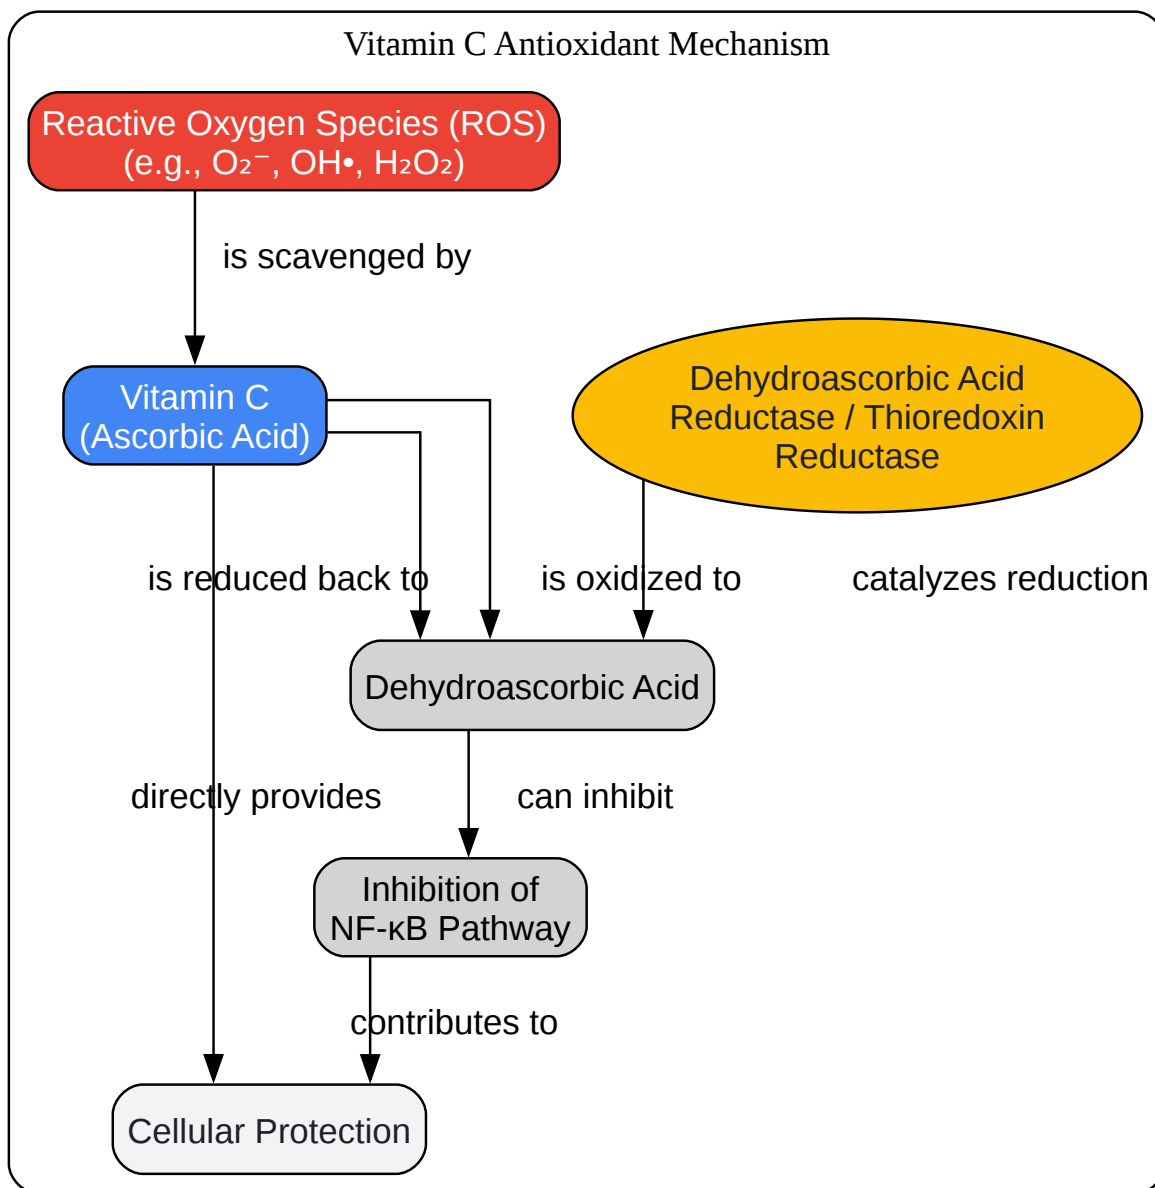 Vitamin C Antioxidant Mechanism
Reactive Oxygen Species (ROS)
(e.g., O₂⁻, OH•, H₂O₂)
is scavenged by
Vitamin C
(Ascorbic Acid)
Dehydroascorbic Acid
Reductase / Thioredoxin
Reductase
is reduced back to
is oxidized to
catalyzes reduction
Dehydroascorbic Acid
directly provides
can inhibit
Inhibition of
NF-κB Pathway
contributes to
Cellular Protection